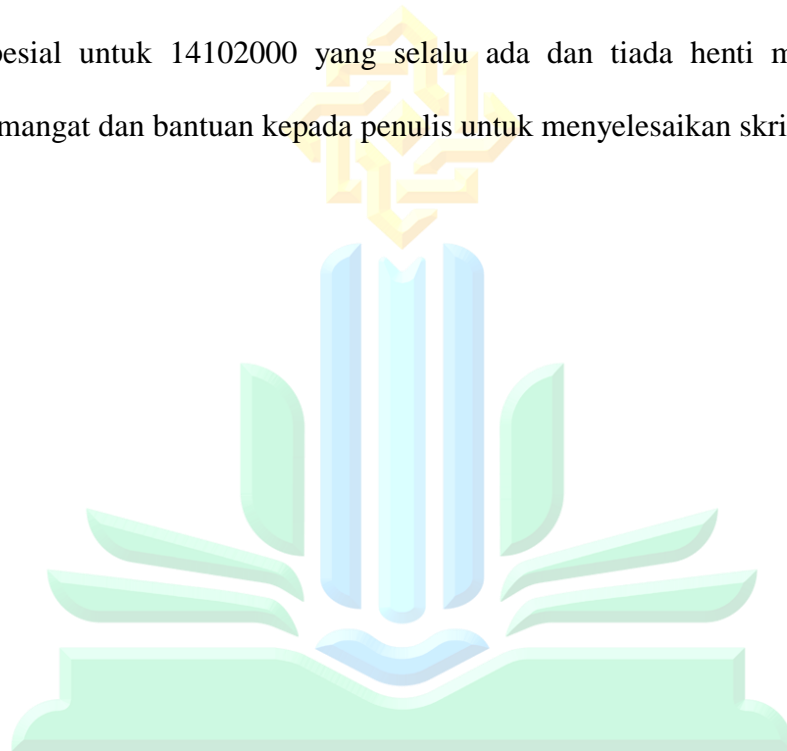 pesial untuk 14102000 yang selalu ada dan tiada henti m
mangat dan bantuan kepada penulis untuk menyelesaikan skri